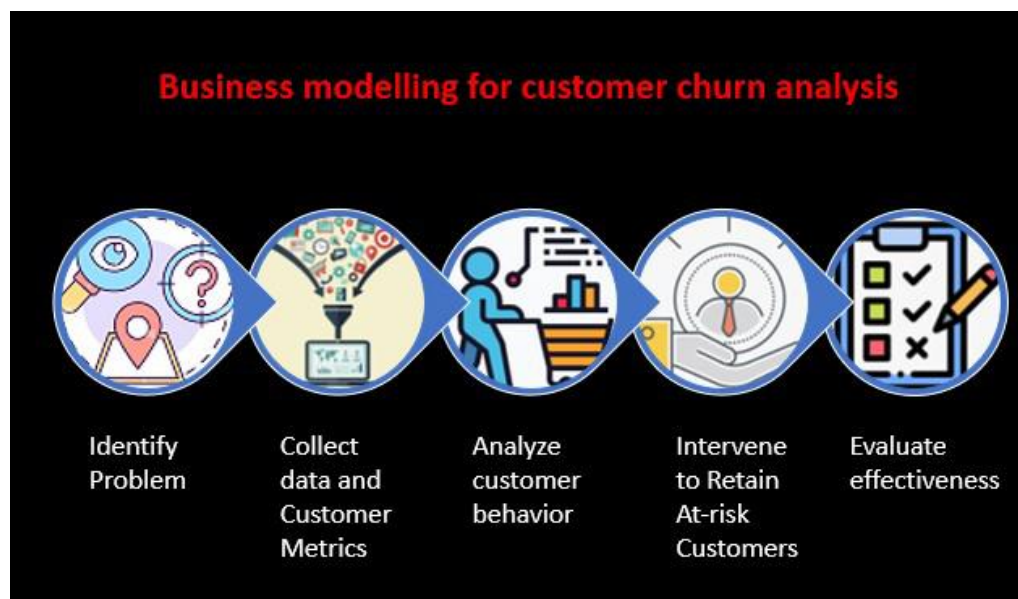 Business modelling for customer churn analysis
Identify
Problem
Collect
data and
Customer
Metrics
Analyze
customer
behavior
Intervene
to Retain
At-risk
Customers
Evaluate
effectiveness